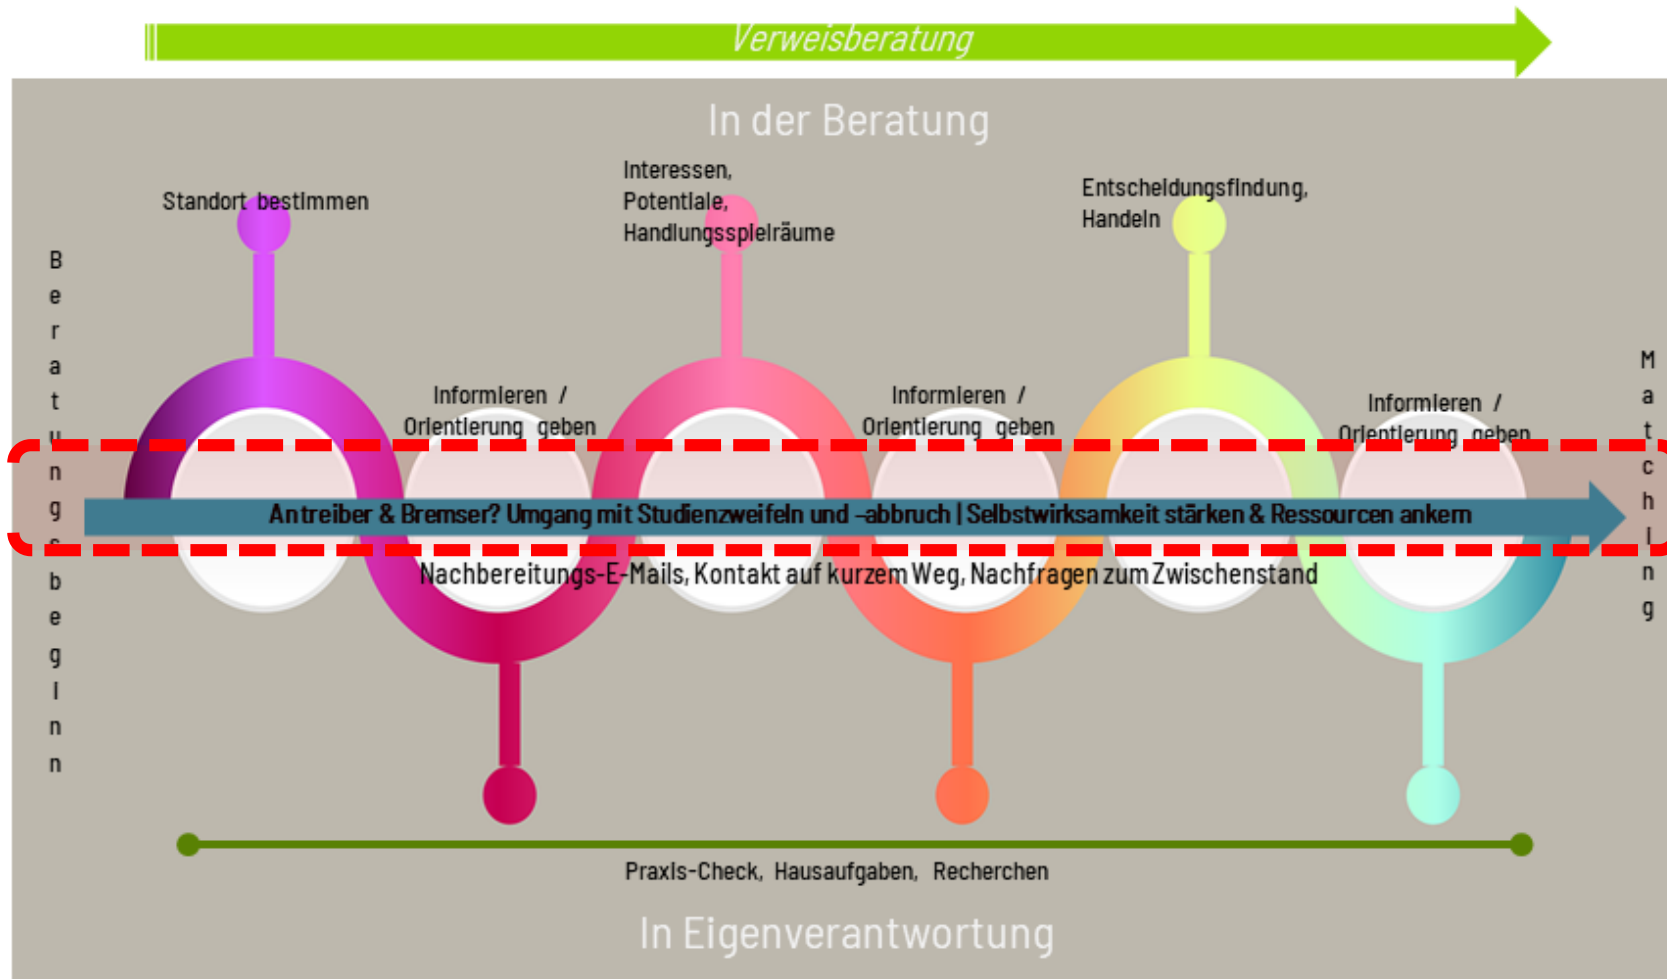 Verweisberatung
In der Beratung
Standort bestimmen
Interessen,
Potentiale,
Handlungsspielräume
Entscheidungsfindung,
Handeln
Beratungsbeginn
Informieren /
Orientierung geben
Informieren /
Orientierung geben
Informieren /
Orientierung geben
Matching
Antreiber & Bremser? Umgang mit Studienzweifeln und –abbruch | Selbstwirksamkeit stärken & Ressourcen ankern
Nachbereitungs-E-Mails, Kontakt auf kurzem Weg, Nachfragen zum Zwischenstand
Praxis-Check, Hausaufgaben, Recherchen
In Eigenverantwortung